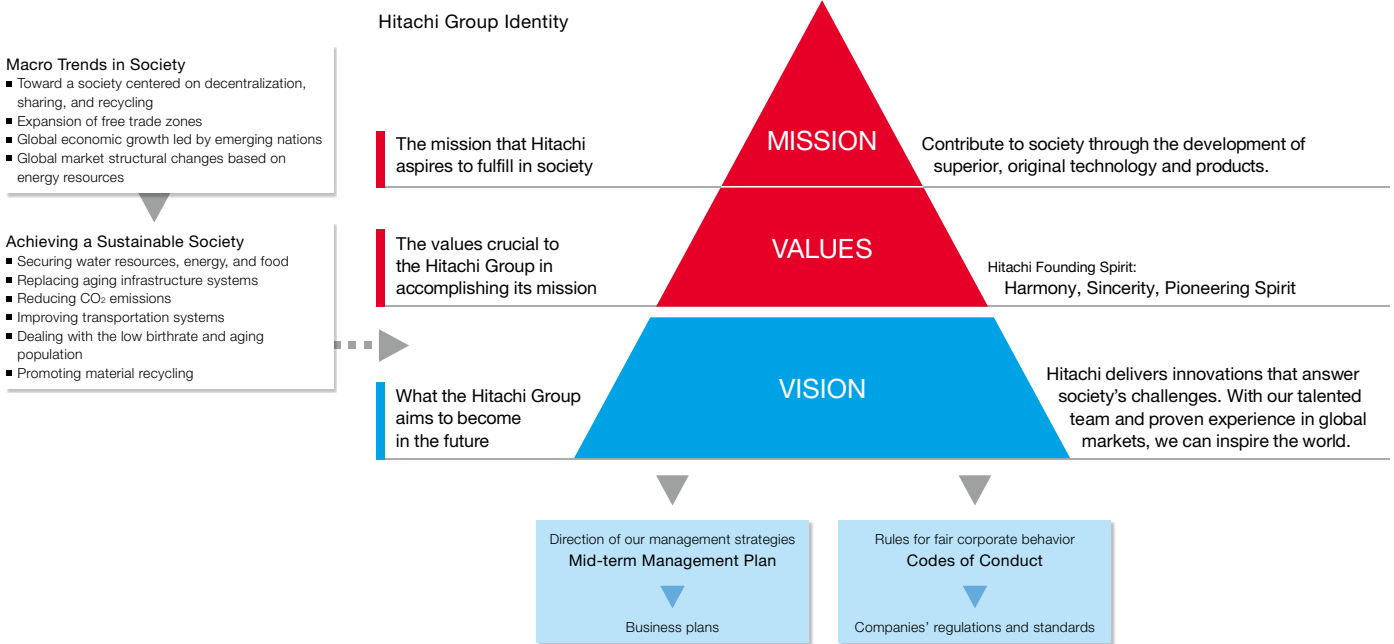 Hitachi Group Identity
Macro Trends in Society
■ Toward a society centered on decentralization,
sharing, and recycling
■ Expansion of free trade zones
■ Global economic growth led by emerging nations
■ Global market structural changes based on
energy resources
Achieving a Sustainable Society
■ Securing water resources, energy, and food
■ Replacing aging infrastructure systems
■ Reducing CO₂ emissions
■ Improving transportation systems
■ Dealing with the low birthrate and aging
population
■ Promoting material recycling
The mission that Hitachi
aspires to fulfill in society
MISSION
Contribute to society through the development of
superior, original technology and products.
The values crucial to
the Hitachi Group in
accomplishing its mission
VALUES
Hitachi Founding Spirit:
Harmony, Sincerity, Pioneering Spirit
What the Hitachi Group
aims to become
in the future
VISION
Hitachi delivers innovations that answer
society's challenges. With our talented
team and proven experience in global
markets, we can inspire the world.
Direction of our management strategies
Mid-term Management Plan
Business plans
Rules for fair corporate behavior
Codes of Conduct
Companies' regulations and standards